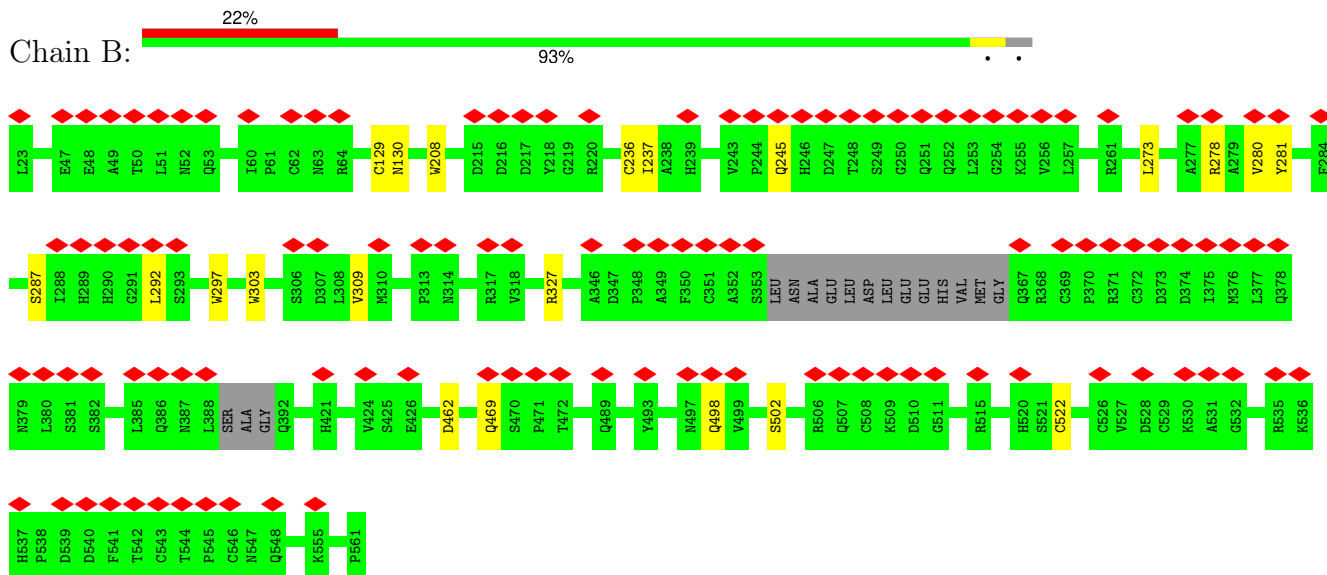 22%
Chain B:
93%
. .
L23 E47 E48 A49 T50 L51 N52 Q53 I60 P61 C62 N63 R64 C129 N130 W208 D215 D216 D217 Y218 G219 R220 C236 I237 A238 H239 V243 P244 Q245 H246 D247 T248 S249 G250 Q251 Q252 L253 G254 K255 V256 L257 R261 L273 A277 R278 A279 V280 Y281 F284
S287 I288 H289 H290 G291 L292 S293 W297 W303 S306 D307 L308 V309 M310 P313 N314 R317 V318 R327 A346 D347 P348 A349 F350 C351 A352 S353 LEU ASN ALA GLU LEU ASP LEU GLU GLU HIS VAL MET GLY Q367 R368 C369 P370 R371 C372 D373 D374 I375 M376 L377 Q378
N379 L380 S381 S382 L385 Q386 N387 L388 SER ALA GLY Q392 H421 V424 S425 E426 D462 Q469 S470 P471 T472 Q489 Y493 N497 Q498 V499 S502 R506 Q507 C508 K509 D510 G511 R515 H520 S521 C522 C526 V527 D528 C529 K530 A531 G532 R535 K536
H537 P538 D539 D540 F541 T542 C543 T544 P545 C546 N547 Q548 K555 P561